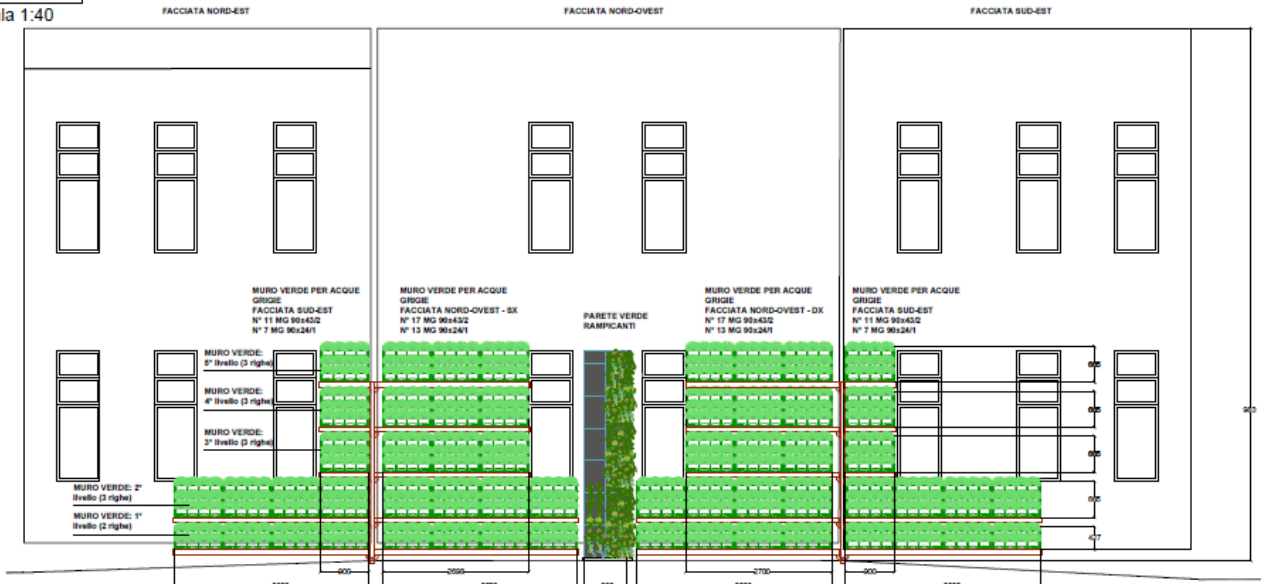 la 1:40
FACCIATA NORD-EST
FACCIATA NORD-OVEST
FACCIATA SUD-EST
MURO VERDE PER ACQUE
GRIGIE
FACCIATA SUD-EST
N° 11 MG 90x43/2
N° 7 MG 90x24/1
MURO VERDE PER ACQUE
GRIGIE
FACCIATA NORD-OVEST - SX
N° 17 MG 90x43/2
N° 13 MG 90x24/1
PARETE VERDE
RAMPICANTI
MURO VERDE PER ACQUE
GRIGIE
FACCIATA NORD-OVEST - DX
N° 17 MG 90x43/2
N° 13 MG 90x24/1
MURO VERDE PER ACQUE
GRIGIE
FACCIATA SUD-EST
N° 11 MG 90x43/2
N° 7 MG 90x24/1
MURO VERDE:
5° livello (3 righe)
MURO VERDE:
4° livello (3 righe)
MURO VERDE:
3° livello (3 righe)
MURO VERDE: 2°
livello (3 righe)
MURO VERDE: 1°
livello (2 righe)
900
2700
900